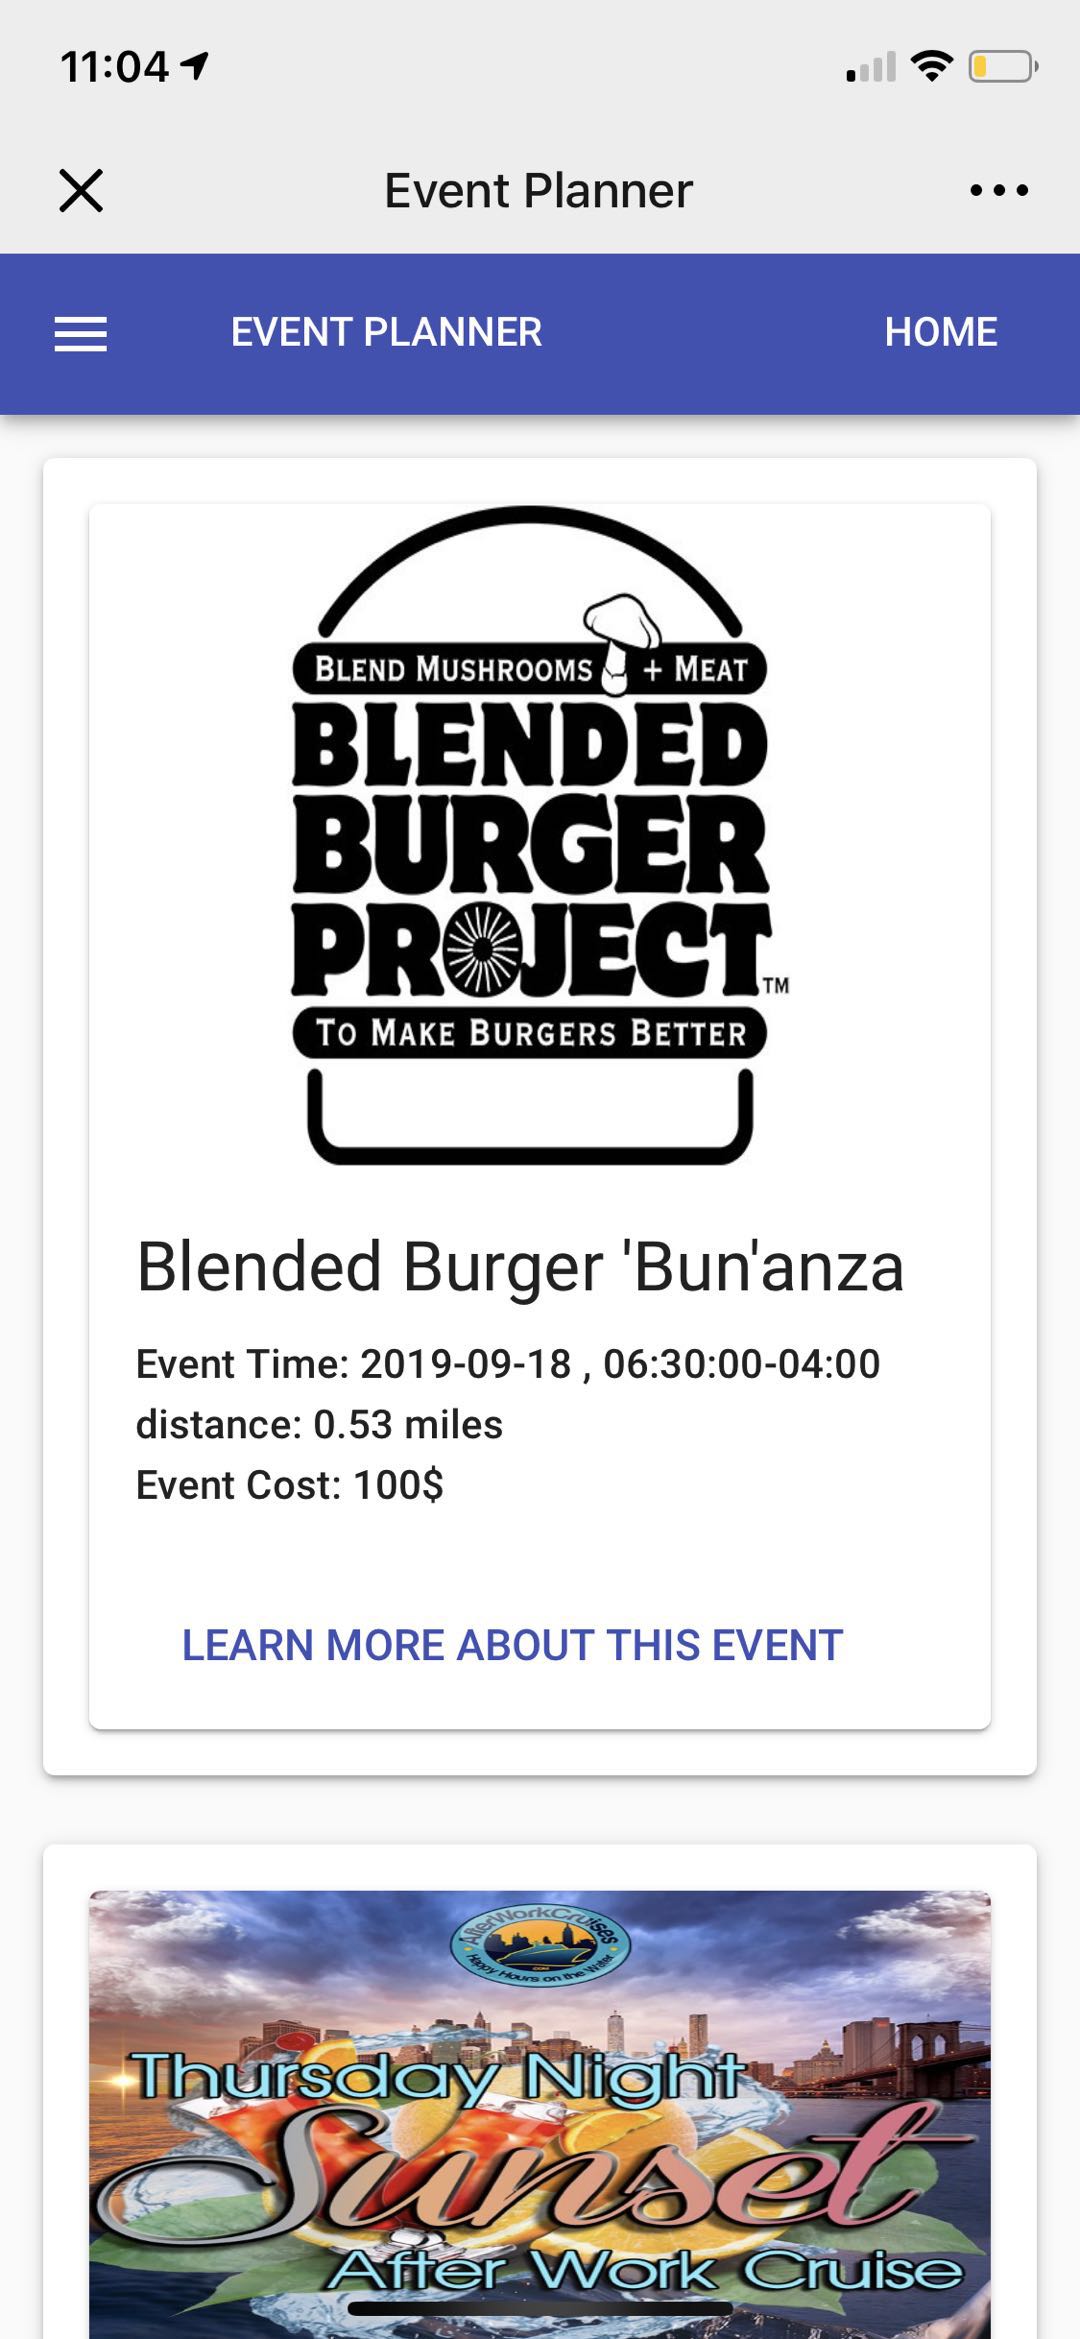 11:04
Event Planner
EVENT PLANNER
HOME
BLEND MUSHROOMS + MEAT
BLENDED
BURGER
PROJECT™
TO MAKE BURGERS BETTER
Blended Burger 'Bun'anza
Event Time: 2019-09-18 , 06:30:00-04:00
distance: 0.53 miles
Event Cost: 100$
LEARN MORE ABOUT THIS EVENT
AfterWorkCruises
.COM
Happy Hours on the Water
Thursday Night
Sunset
After Work Cruise